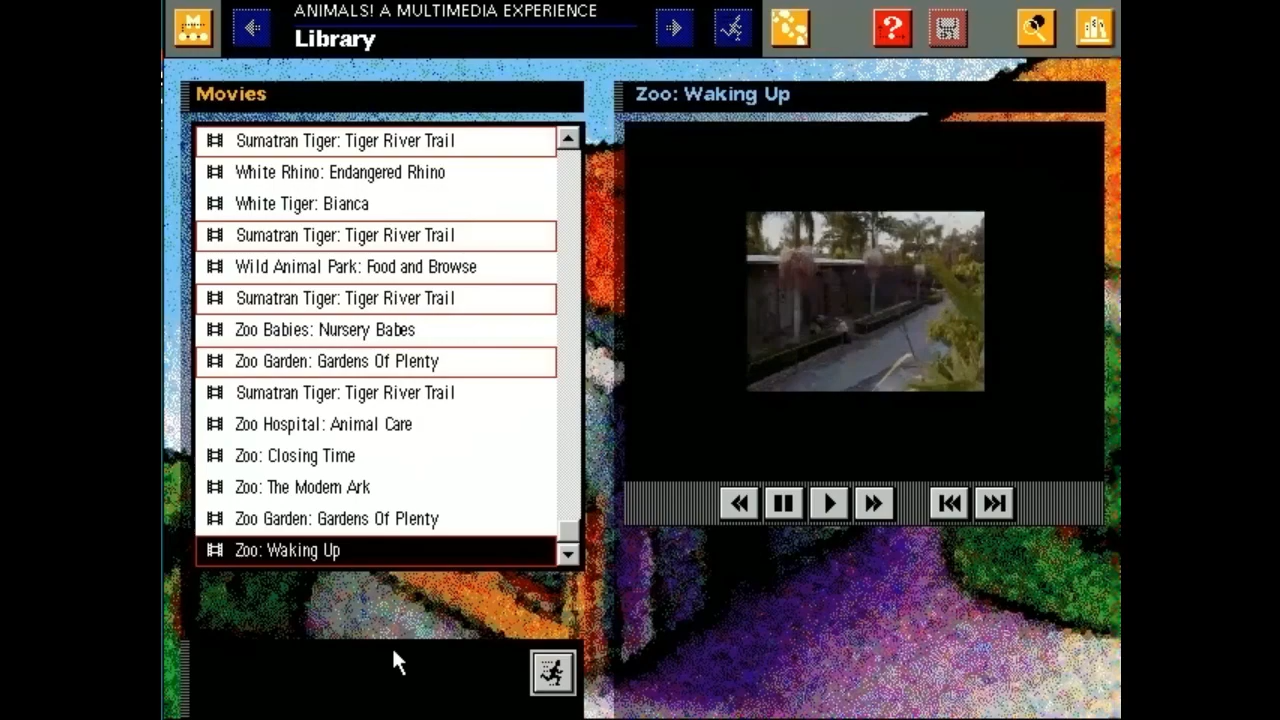 ANIMALS! A MULTIMEDIA EXPERIENCE
Library
?
Movies
Sumatran Tiger: Tiger River Trail
White Rhino: Endangered Rhino
White Tiger: Bianca
Sumatran Tiger: Tiger River Trail
Wild Animal Park: Food and Browse
Sumatran Tiger: Tiger River Trail
Zoo Babies: Nursery Babes
Zoo Garden: Gardens Of Plenty
Sumatran Tiger: Tiger River Trail
Zoo Hospital: Animal Care
Zoo: Closing Time
Zoo: The Modern Ark
Zoo Garden: Gardens Of Plenty
Zoo: Waking Up
Zoo: Waking Up